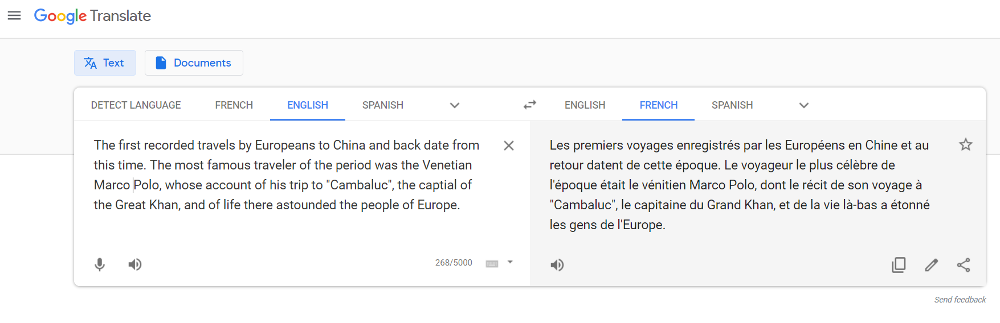 Google Translate
Text
Documents
DETECT LANGUAGE FRENCH ENGLISH SPANISH
ENGLISH FRENCH SPANISH
The first recorded travels by Europeans to China and back date from
this time. The most famous traveler of the period was the Venetian
Marco Polo, whose account of his trip to "Cambaluc", the captial of
the Great Khan, and of life there astounded the people of Europe.
268/5000
Les premiers voyages enregistrés par les Européens en Chine et au
retour datent de cette époque. Le voyageur le plus célèbre de
l'époque était le vénitien Marco Polo, dont le récit de son voyage à
"Cambaluc", le capitaine du Grand Khan, et de la vie là-bas a étonné
les gens de l'Europe.
Send feedback